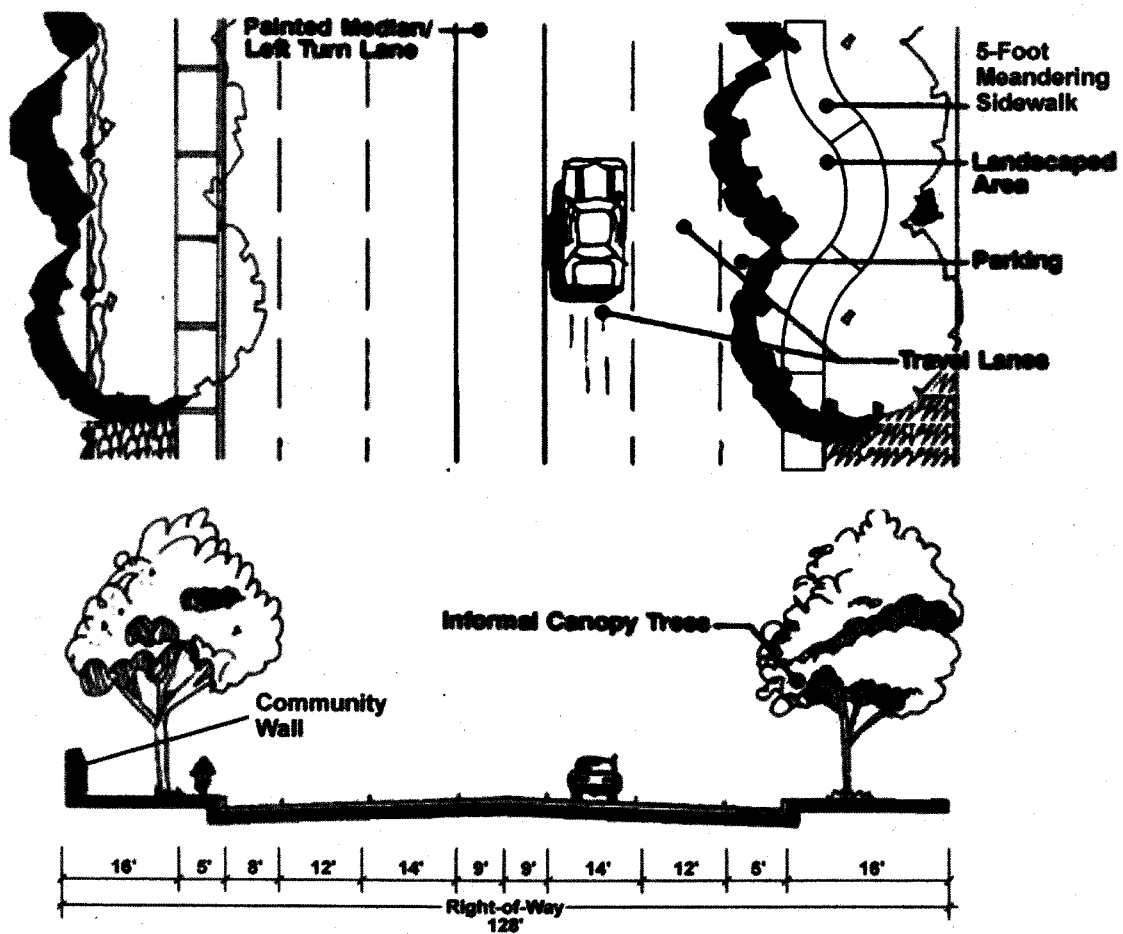 Painted Median/
Left Turn Lane
5-Foot
Meandering
Sidewalk
Landscaped
Area
Parking
Travel Lanes
Informal Canopy Trees
Community
Wall
16' 5' 8' 12' 14' 9' 9' 14' 12' 5' 16'
Right-of-Way
128'